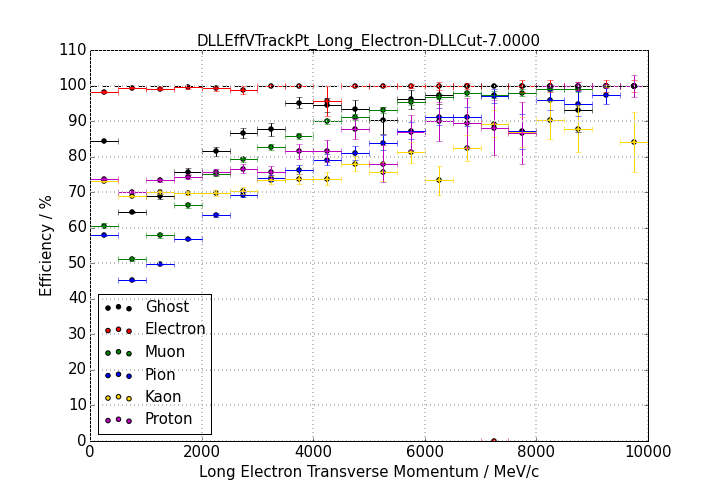 DLLEffVTrackPt_Long_Electron-DLLCut-7.0000
110
100
90
80
70
60
50
40
30
20
10
0
Efficiency / %
Ghost
Electron
Muon
Pion
Kaon
Proton
0 2000 4000 6000 8000 10000
Long Electron Transverse Momentum / MeV/c